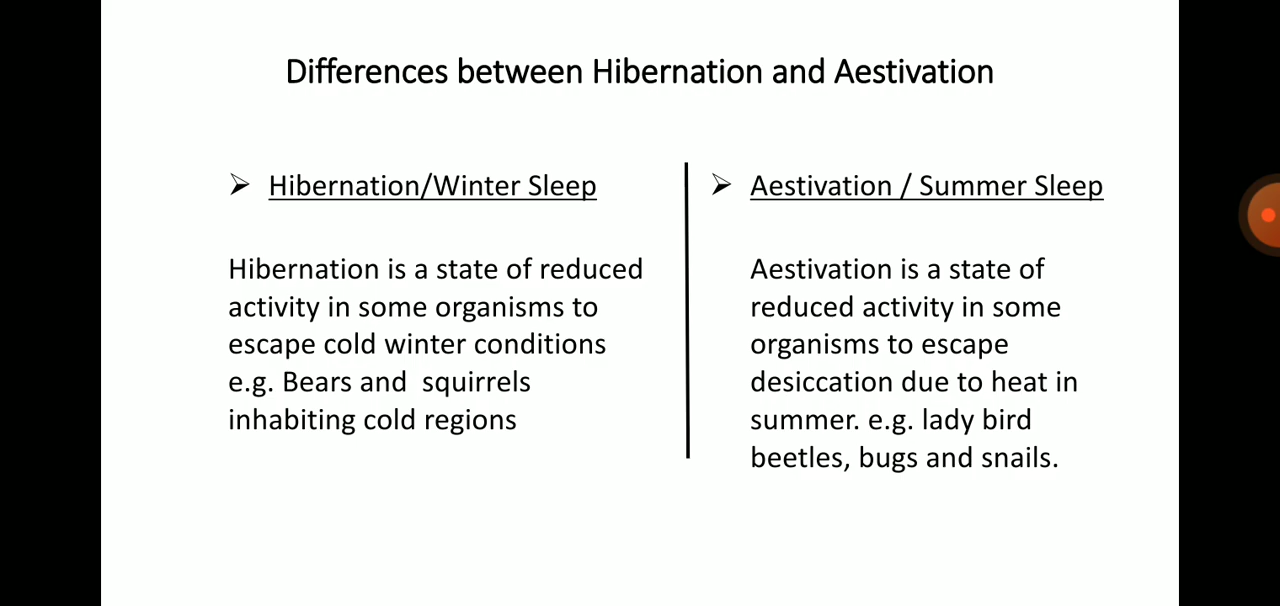 Differences between Hibernation and Aestivation
➢ Hibernation/Winter Sleep
Hibernation is a state of reduced
activity in some organisms to
escape cold winter conditions
e.g. Bears and  squirrels
inhabiting cold regions
➢ Aestivation / Summer Sleep
Aestivation is a state of
reduced activity in some
organisms to escape
desiccation due to heat in
summer. e.g. lady bird
beetles, bugs and snails.